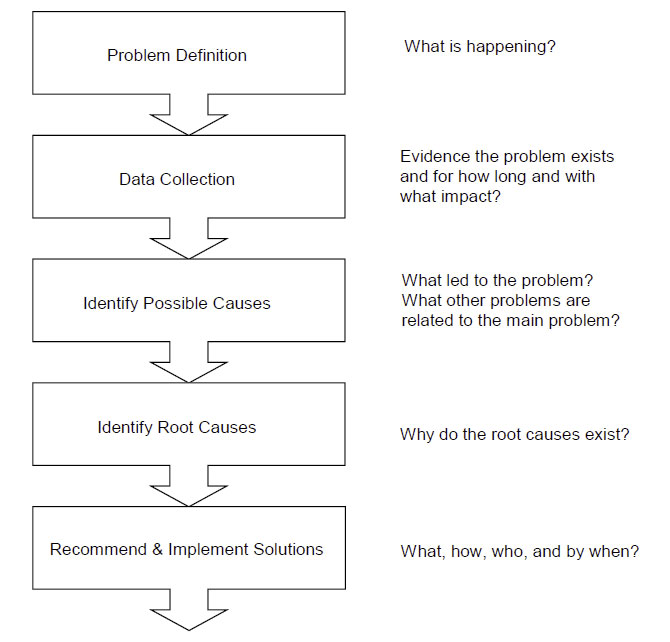 Problem Definition
What is happening?
Data Collection
Evidence the problem exists
and for how long and with
what impact?
Identify Possible Causes
What led to the problem?
What other problems are
related to the main problem?
Identify Root Causes
Why do the root causes exist?
Recommend & Implement Solutions
What, how, who, and by when?